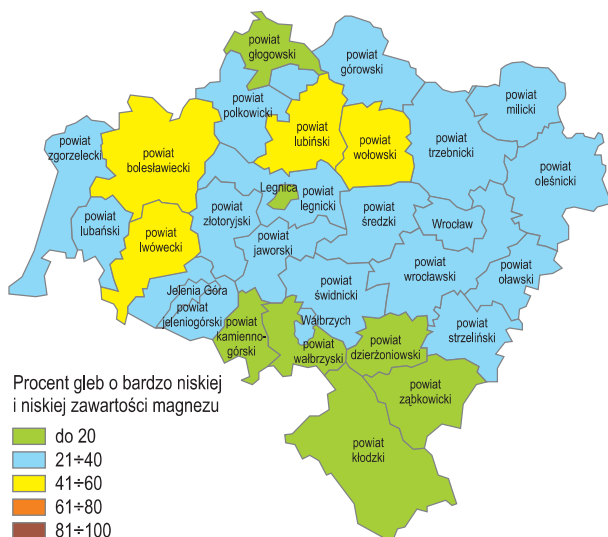 powiat
głogowski
powiat
górowski
powiat
polkowicki
powiat
milicki
powiat
zgorzelecki
powiat
bolesławiecki
powiat
lubiński
powiat
wołowski
powiat
trzebnicki
powiat
oleśnicki
Legnica
powiat
legnicki
powiat
lubański
powiat
złotoryjski
powiat
średzki
Wrocław
powiat
lwówecki
powiat
jaworski
powiat
wrocławski
powiat
oławski
Jelenia Góra
powiat
jeleniogórski
powiat
świdnicki
Wałbrzych
powiat
kamienno-
górski
powiat
wałbrzyski
powiat
dzierżoniowski
powiat
strzeliński
powiat
ząbkowicki
powiat
kłodzki
Procent gleb o bardzo niskiej
i niskiej zawartości magnezu
do 20
21÷40
41÷60
61÷80
81÷100